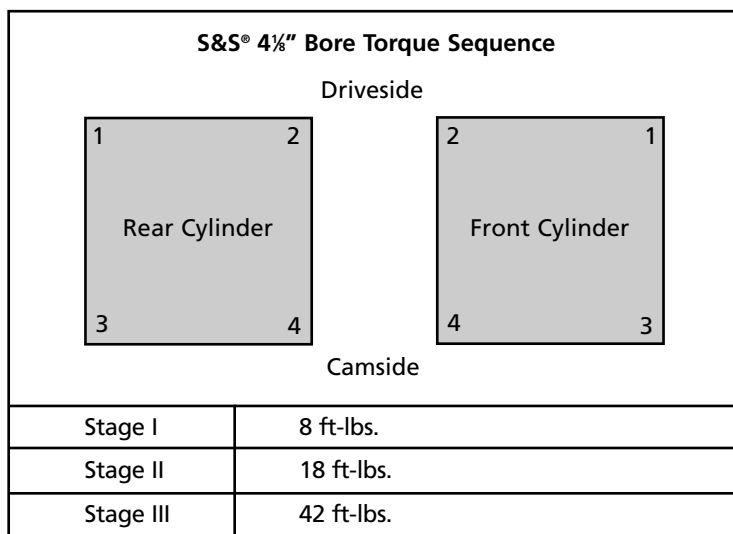 S&S® 4⅛" Bore Torque Sequence
Driveside
1 2 2 1
Rear Cylinder Front Cylinder
3 4 4 3
Camside
Stage I 8 ft-lbs.
Stage II 18 ft-lbs.
Stage III 42 ft-lbs.